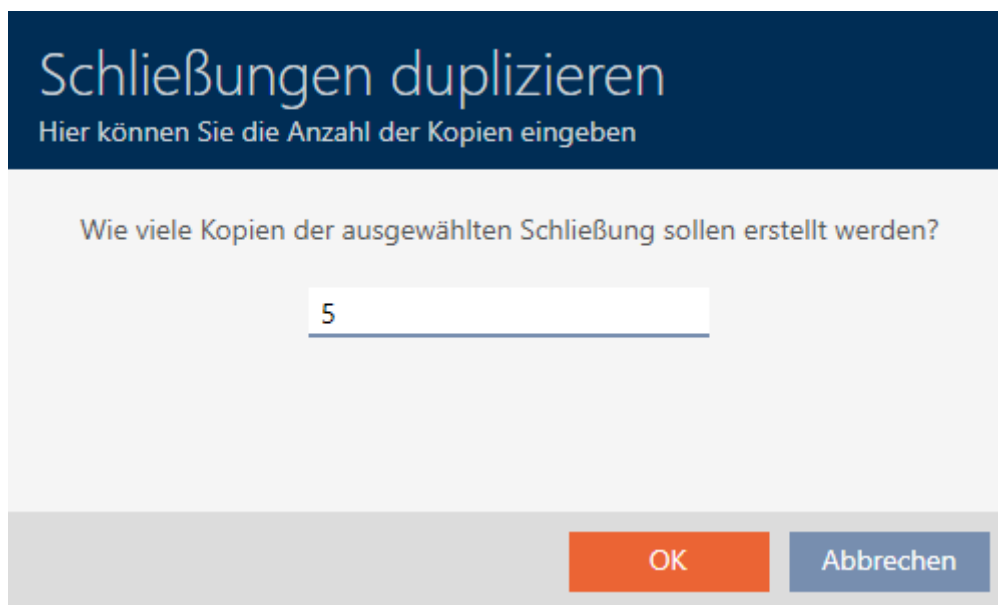 Schließungen duplizieren
Hier können Sie die Anzahl der Kopien eingeben
Wie viele Kopien der ausgewählten Schließung sollen erstellt werden?
5
OK Abbrechen